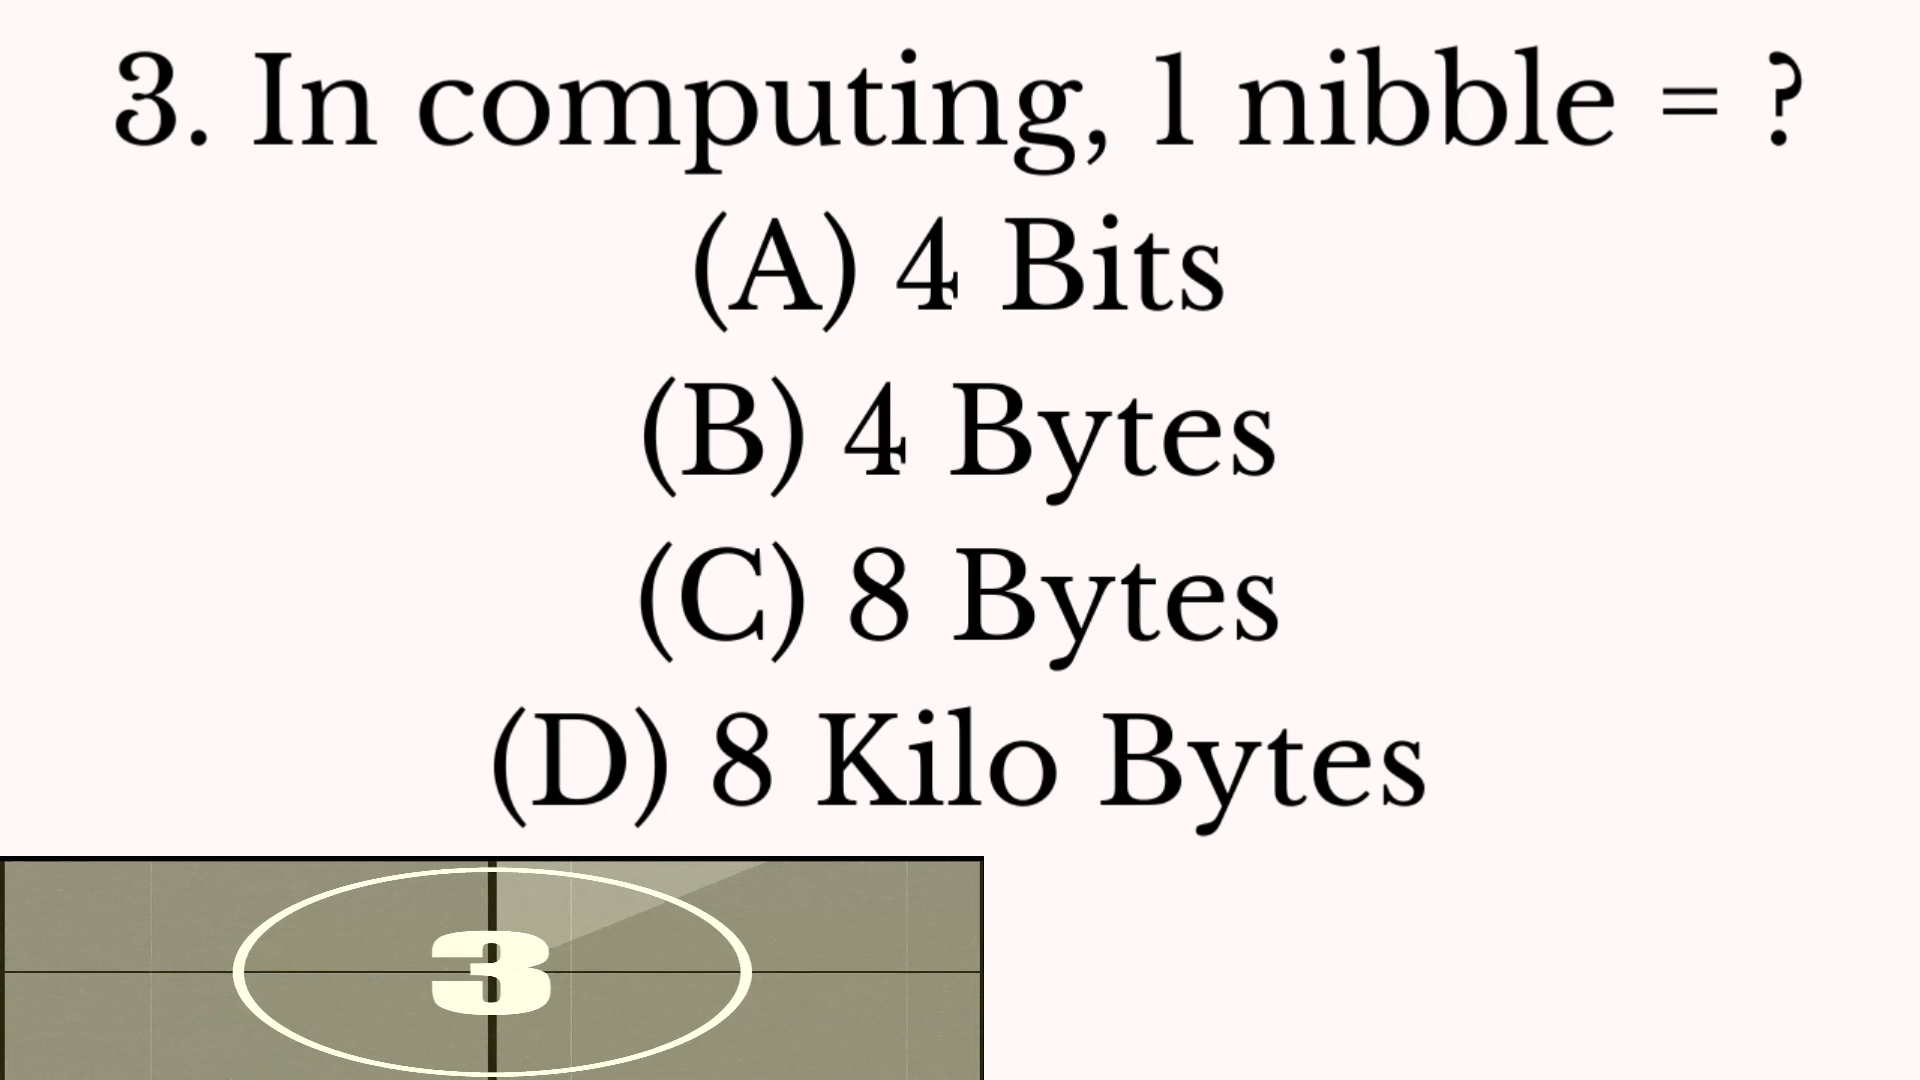 3. In computing, 1 nibble = ?
(A) 4 Bits
(B) 4 Bytes
(C) 8 Bytes
(D) 8 Kilo Bytes
3